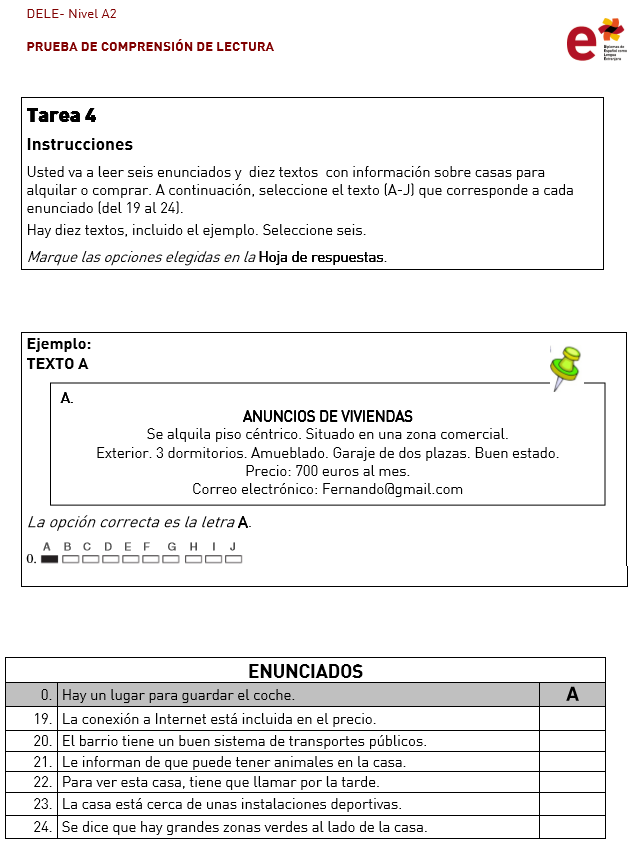 DELE- Nivel A2
PRUEBA DE COMPRENSIÓN DE LECTURA
e
Diplomas de
Español como
Lengua
Extranjera
Tarea 4
Instrucciones
Usted va a leer seis enunciados y diez textos con información sobre casas para
alquilar o comprar. A continuación, seleccione el texto (A-J) que corresponde a cada
enunciado (del 19 al 24).
Hay diez textos, incluido el ejemplo. Seleccione seis.
Marque las opciones elegidas en la Hoja de respuestas.
Ejemplo:
TEXTO A
A.
ANUNCIOS DE VIVIENDAS
Se alquila piso céntrico. Situado en una zona comercial.
Exterior. 3 dormitorios. Amueblado. Garaje de dos plazas. Buen estado.
Precio: 700 euros al mes.
Correo electrónico: Fernando@gmail.com
La opción correcta es la letra A.
A B C D E F G H I J
0.
ENUNCIADOS
0. Hay un lugar para guardar el coche. A
19. La conexión a Internet está incluida en el precio.
20. El barrio tiene un buen sistema de transportes públicos.
21. Le informan de que puede tener animales en la casa.
22. Para ver esta casa, tiene que llamar por la tarde.
23. La casa está cerca de unas instalaciones deportivas.
24. Se dice que hay grandes zonas verdes al lado de la casa.